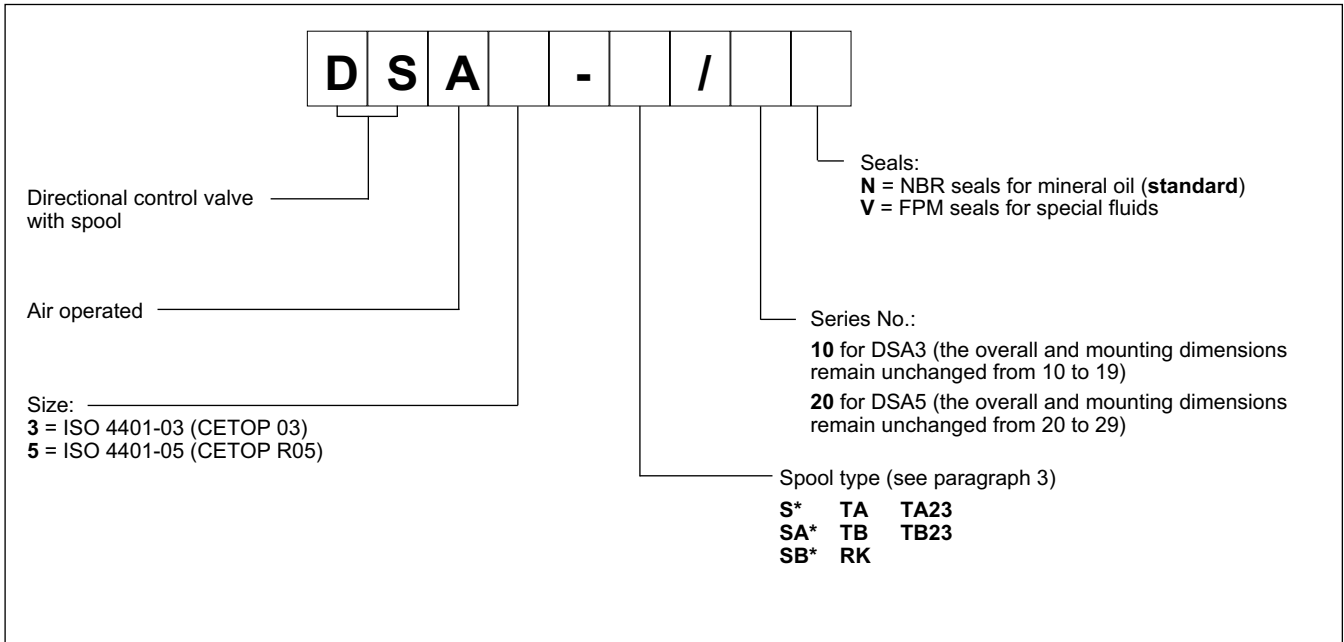 D S A - /
Directional control valve
with spool
Air operated
Size:
3 = ISO 4401-03 (CETOP 03)
5 = ISO 4401-05 (CETOP R05)
Seals:
N = NBR seals for mineral oil (standard)
V = FPM seals for special fluids
Series No.:
10 for DSA3 (the overall and mounting dimensions
remain unchanged from 10 to 19)
20 for DSA5 (the overall and mounting dimensions
remain unchanged from 20 to 29)
Spool type (see paragraph 3)
S* TA TA23
SA* TB TB23
SB* RK